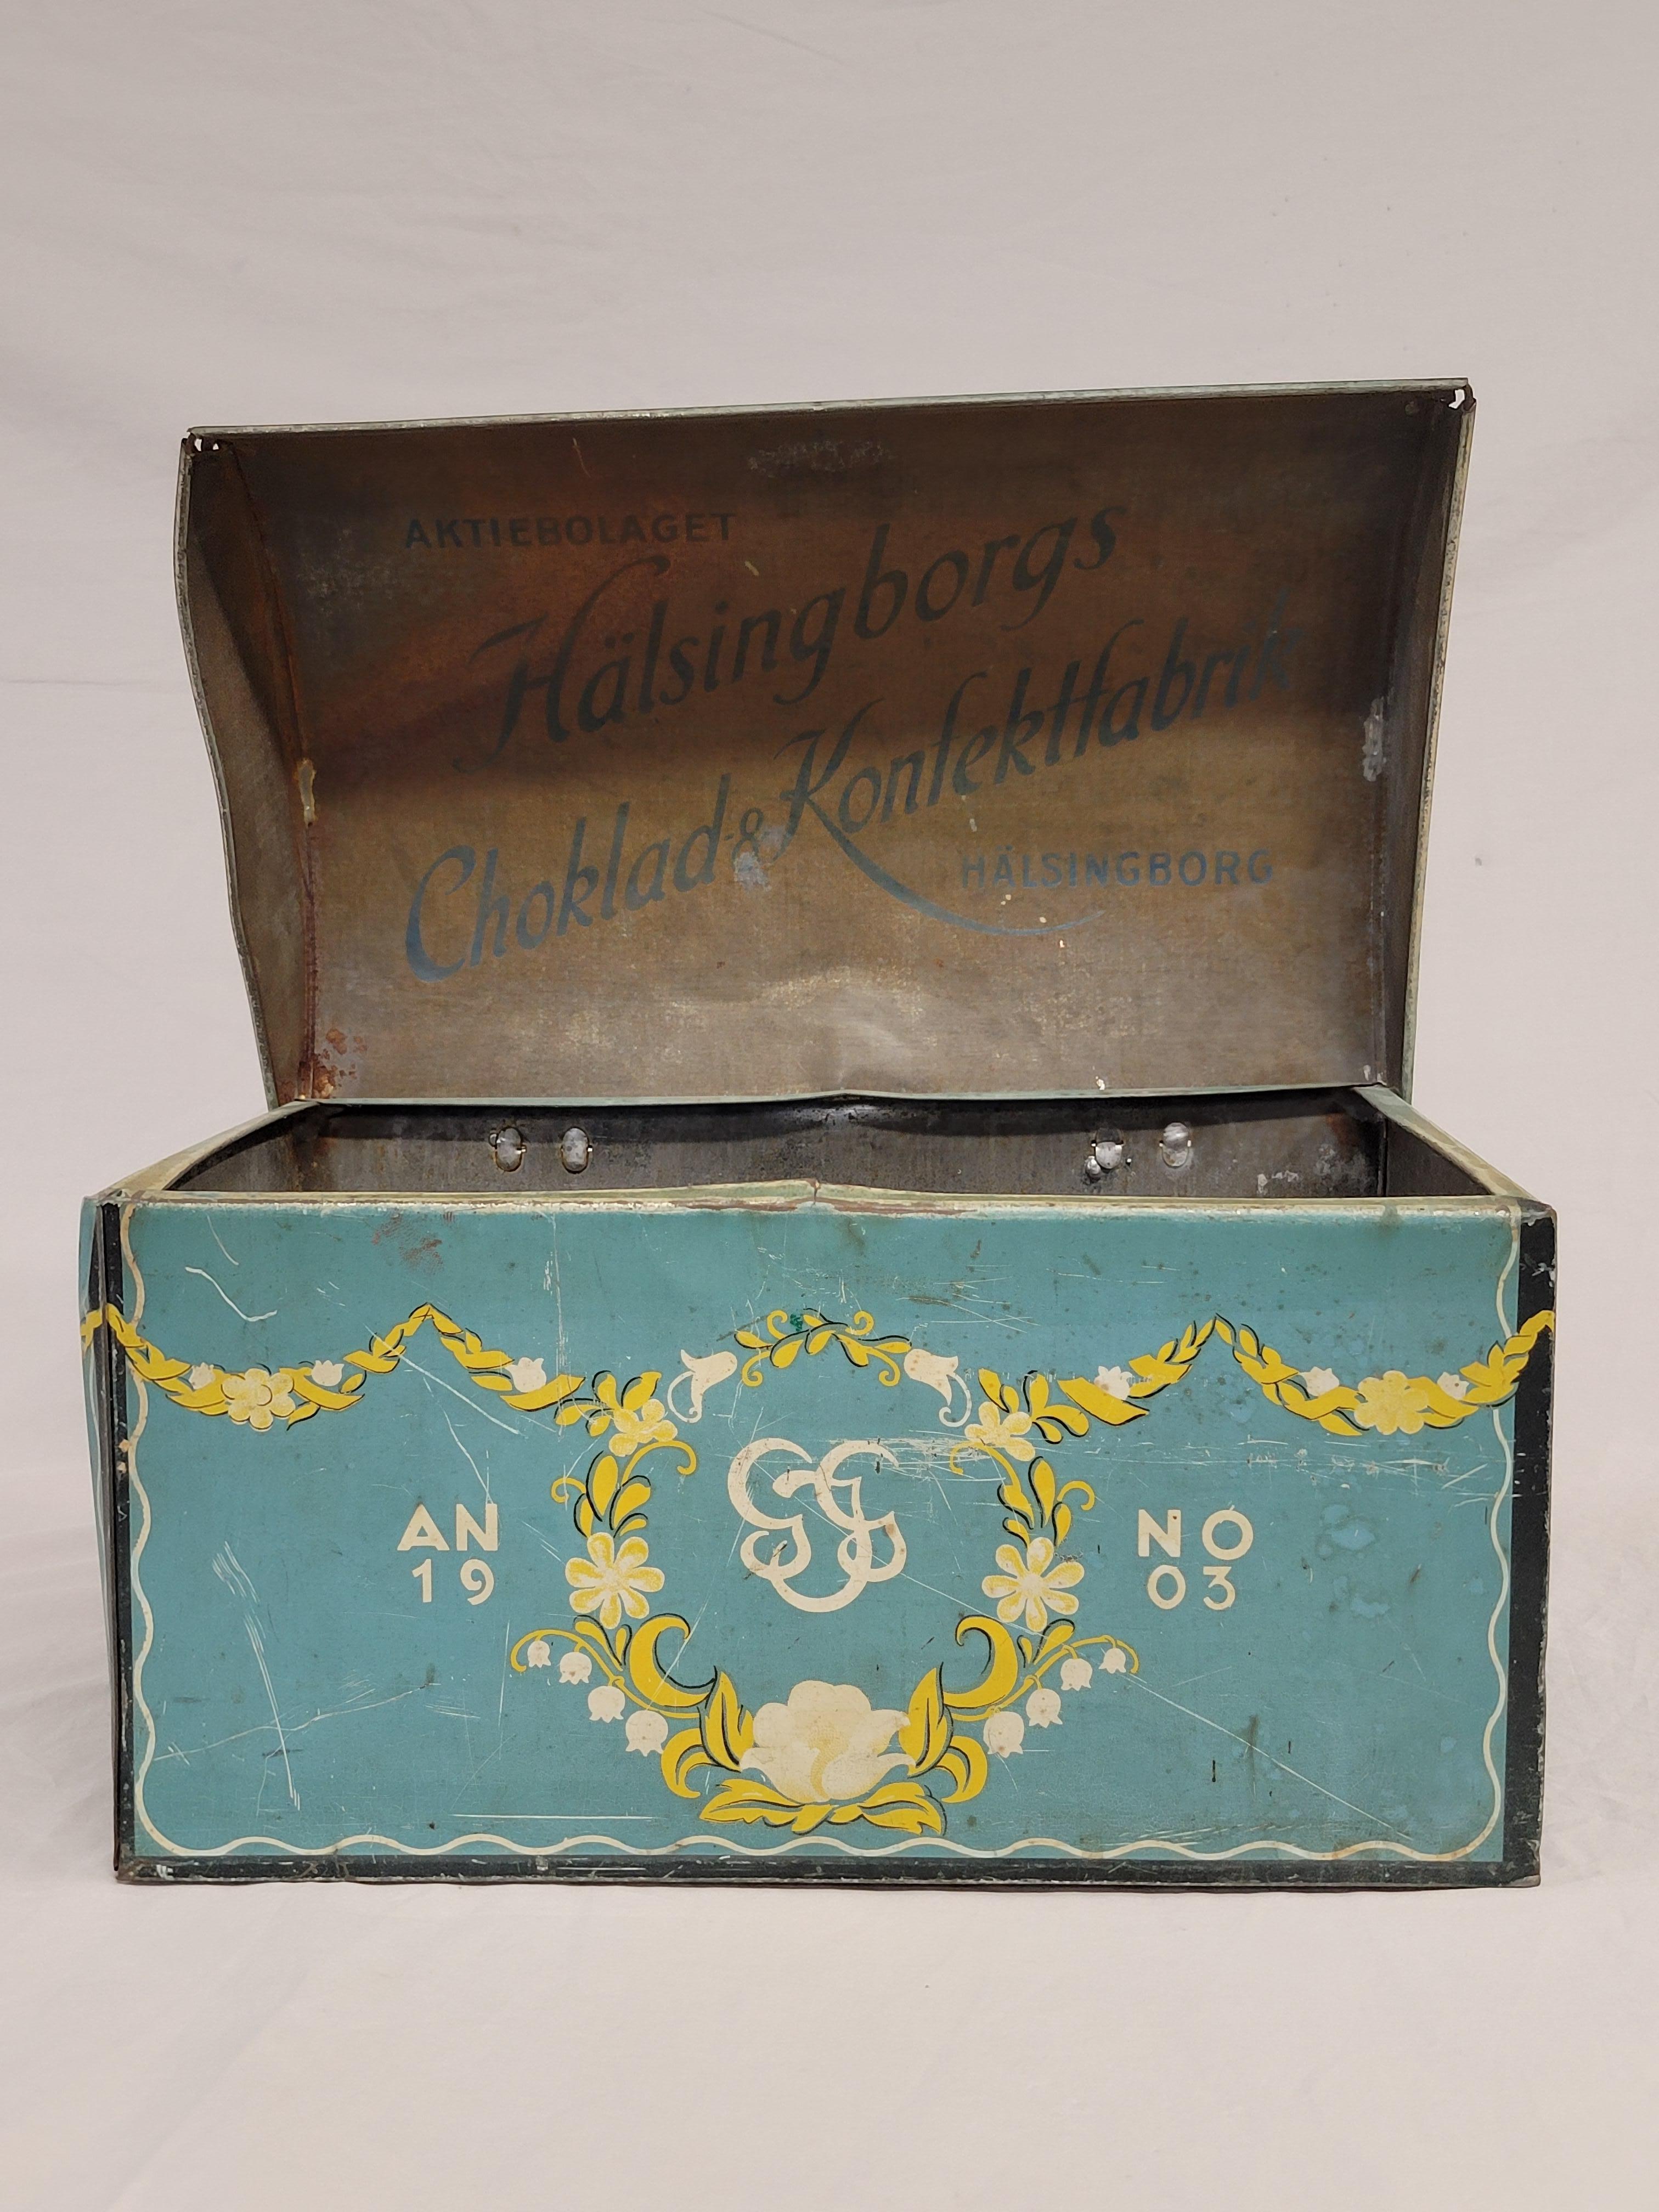 AKTIEBOLAGET
Hälsingborgs
Choklad & Konfektfabrik
HÄLSINGBORG
AN NO
19 03